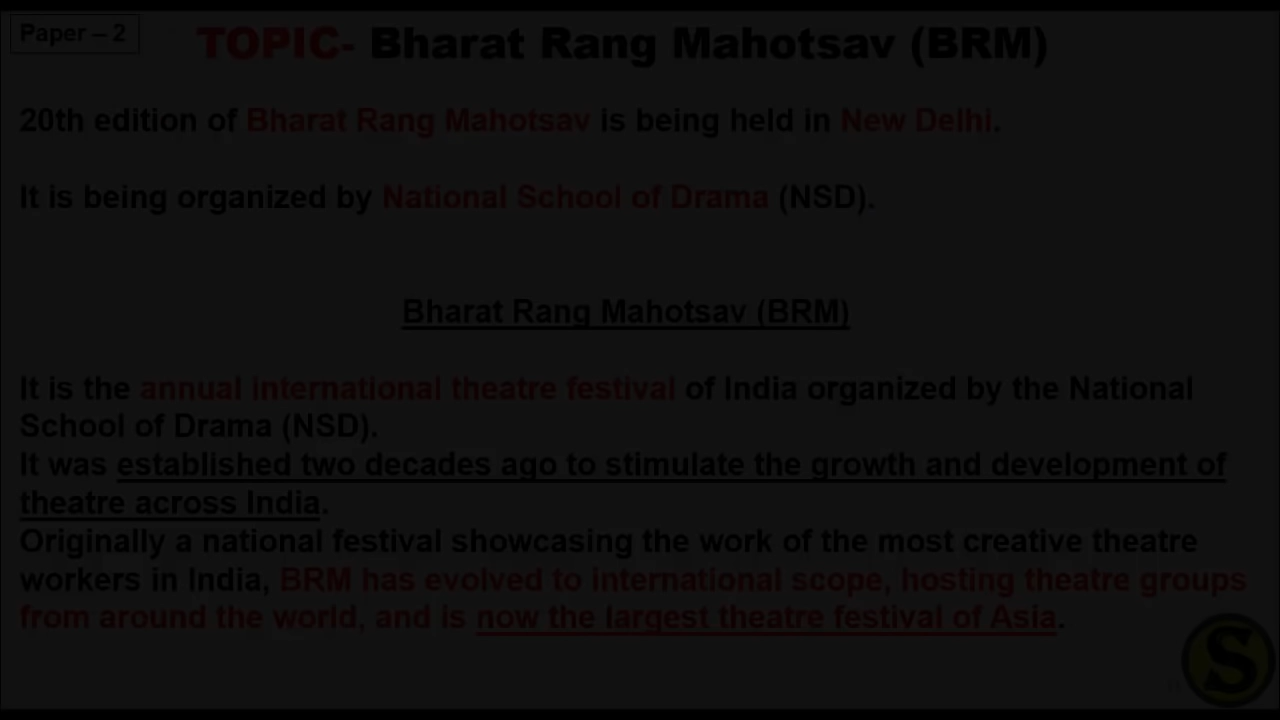 Paper – 2
TOPIC- Bharat Rang Mahotsav (BRM)
20th edition of Bharat Rang Mahotsav is being held in New Delhi.
It is being organized by National School of Drama (NSD).
Bharat Rang Mahotsav (BRM)
It is the annual international theatre festival of India organized by the National
School of Drama (NSD).
It was established two decades ago to stimulate the growth and development of
theatre across India.
Originally a national festival showcasing the work of the most creative theatre
workers in India, BRM has evolved to international scope, hosting theatre groups
from around the world, and is now the largest theatre festival of Asia.
S